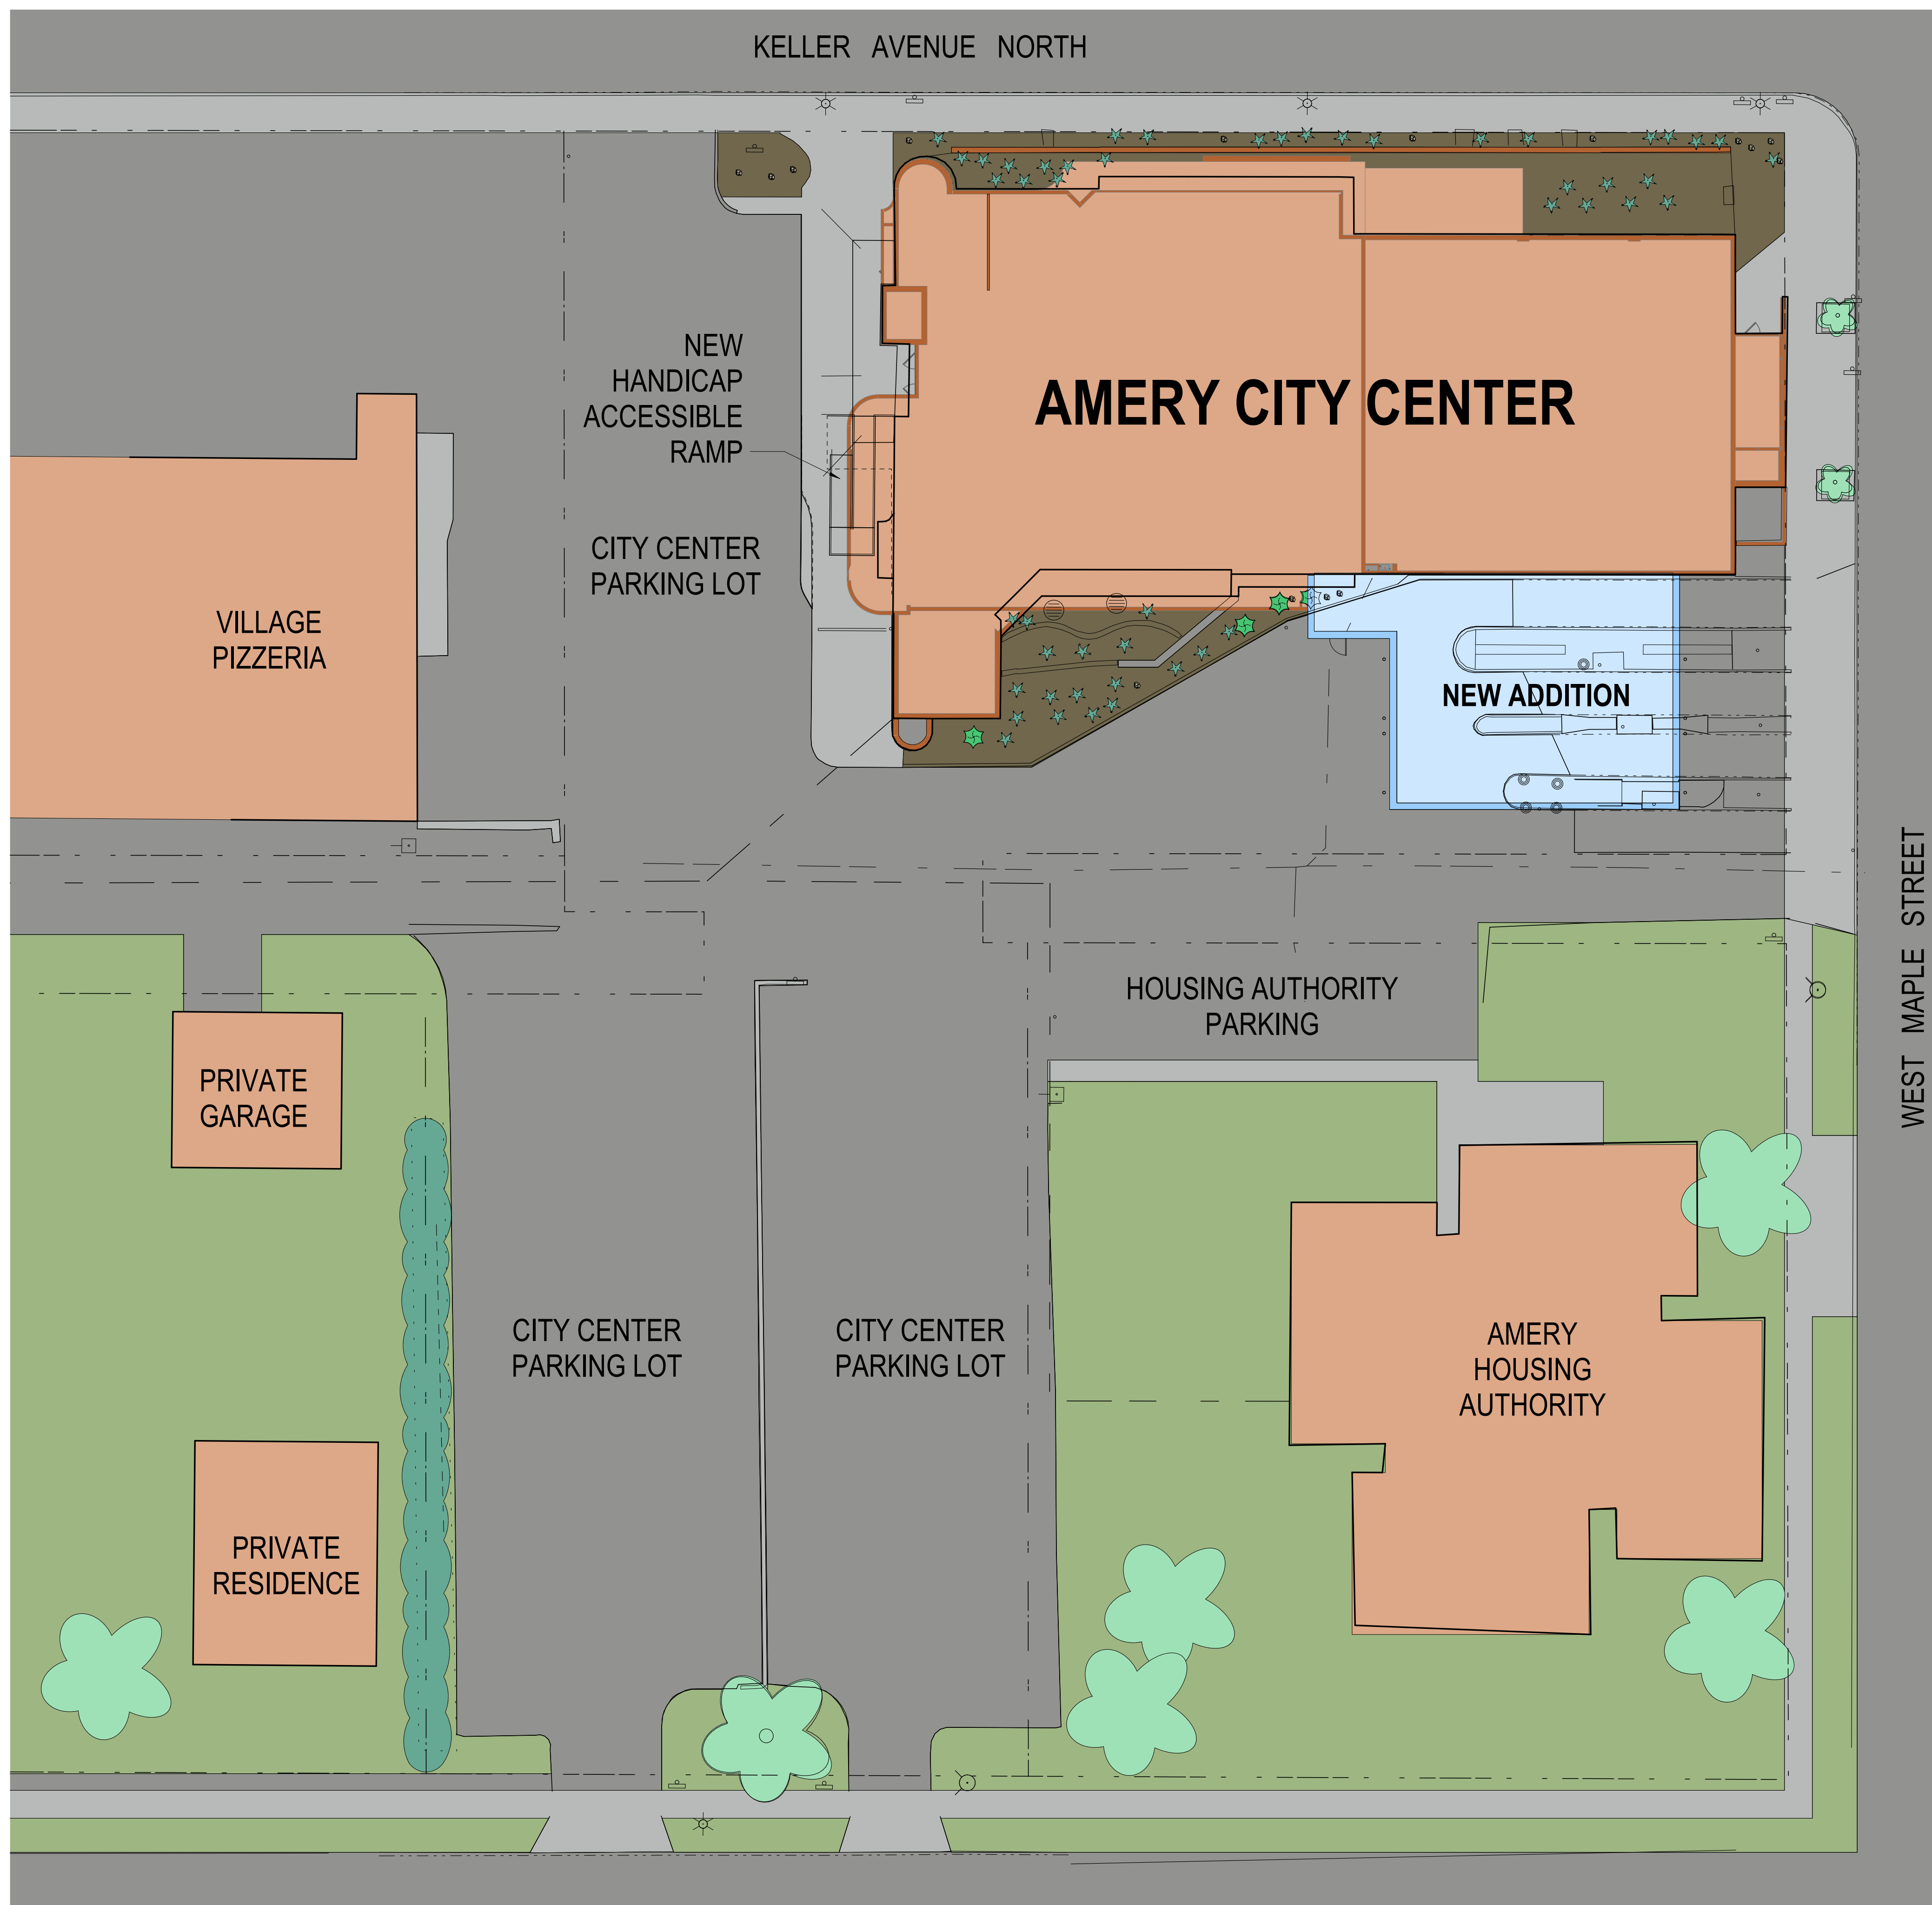 KELLER AVENUE NORTH
NEW
HANDICAP
ACCESSIBLE
RAMP
AMERY CITY CENTER
CITY CENTER
PARKING LOT
VILLAGE
PIZZERIA
NEW ADDITION
WEST MAPLE STREET
HOUSING AUTHORITY
PARKING
PRIVATE
GARAGE
CITY CENTER
PARKING LOT
CITY CENTER
PARKING LOT
AMERY
HOUSING
AUTHORITY
PRIVATE
RESIDENCE